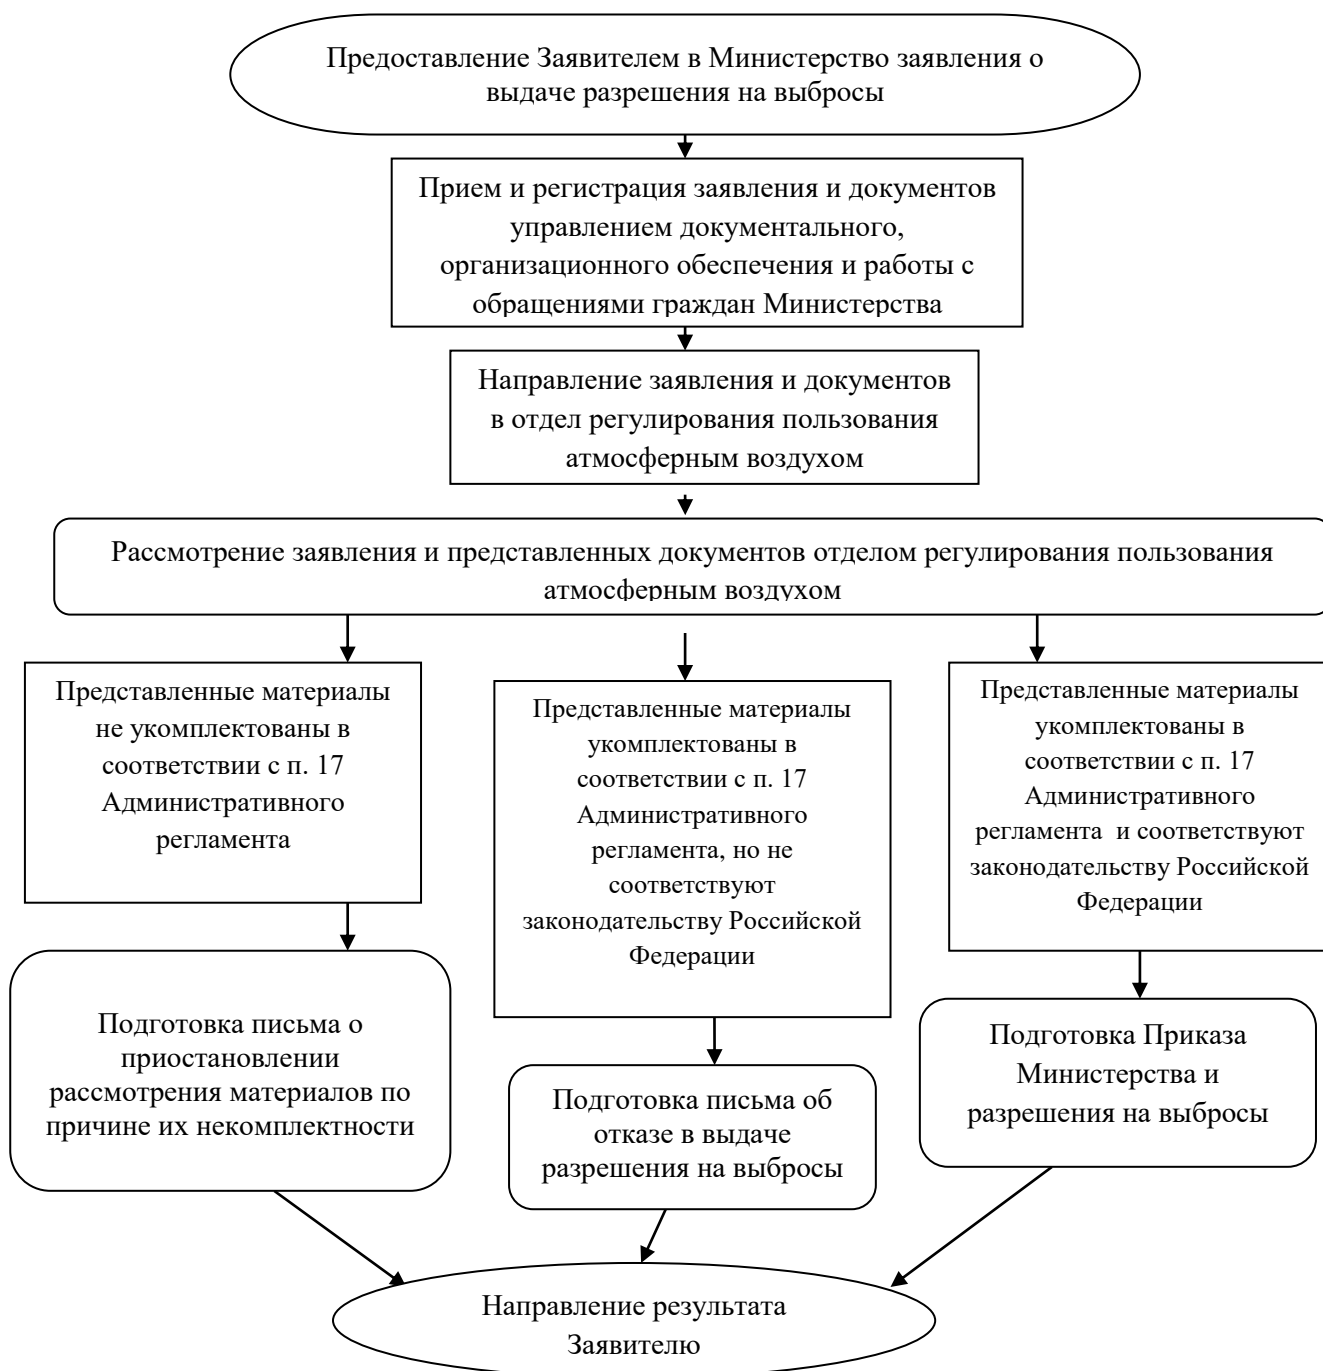 Предоставление Заявителем в Министерство заявления о
выдаче разрешения на выбросы
Прием и регистрация заявления и документов
управлением документального,
организационного обеспечения и работы с
обращениями граждан Министерства
Направление заявления и документов
в отдел регулирования пользования
атмосферным воздухом
Рассмотрение заявления и представленных документов отделом регулирования пользования
атмосферным воздухом
Представленные материалы
не укомплектованы в
соответствии с п. 17
Административного
регламента
Представленные материалы
укомплектованы в
соответствии с п. 17
Административного
регламента, но не
соответствуют
законодательству Российской
Федерации
Представленные материалы
укомплектованы в
соответствии с п. 17
Административного
регламента и соответствуют
законодательству Российской
Федерации
Подготовка письма о
приостановлении
рассмотрения материалов по
причине их некомплектности
Подготовка письма об
отказе в выдаче
разрешения на выбросы
Подготовка Приказа
Министерства и
разрешения на выбросы
Направление результата
Заявителю